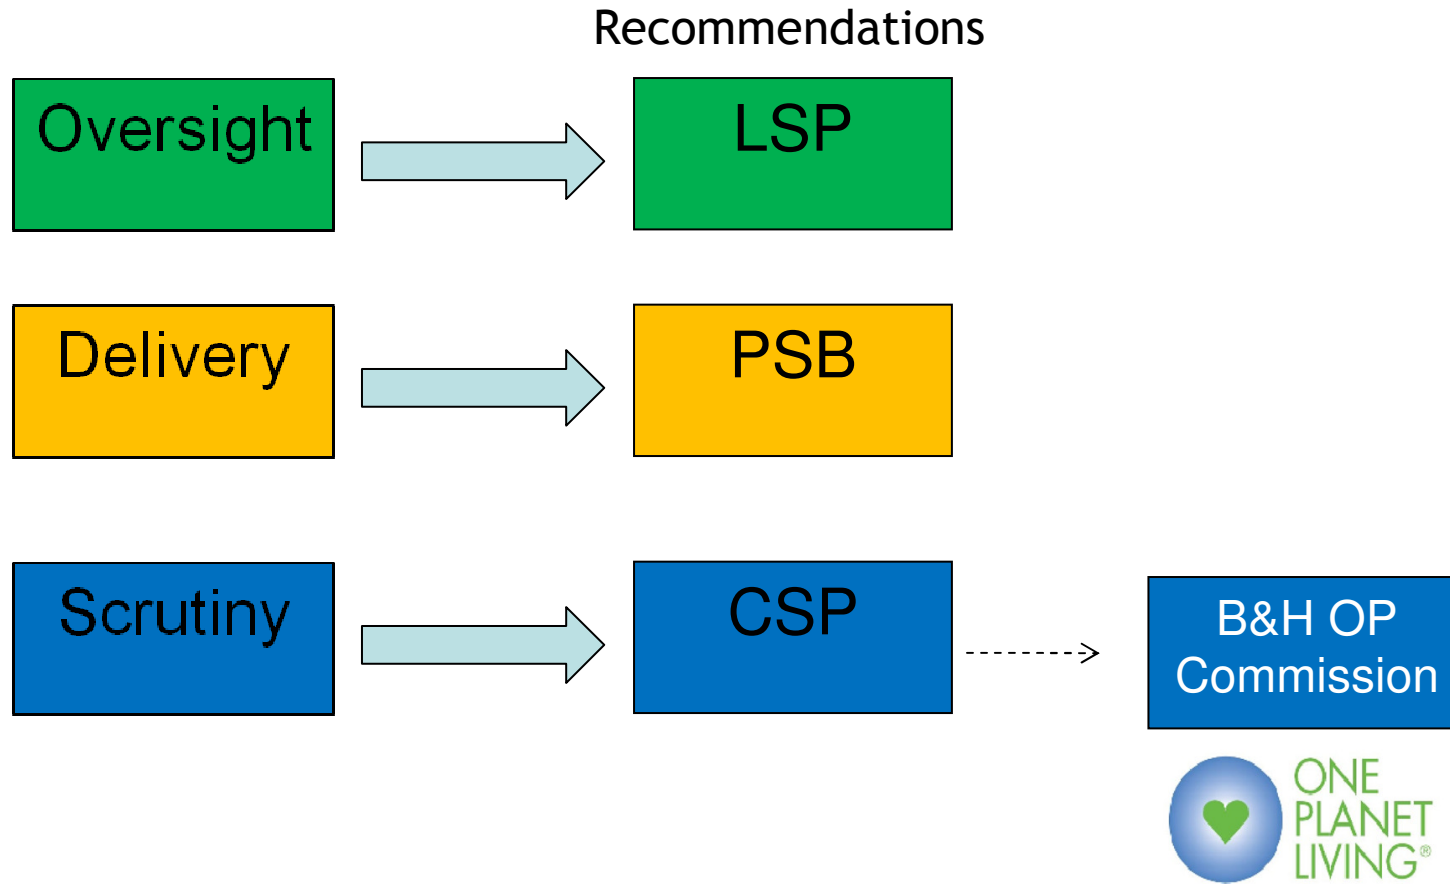 Recommendations
Oversight
LSP
Delivery
PSB
Scrutiny
CSP
B&H OP
Commission
ONE
PLANET
LIVING®